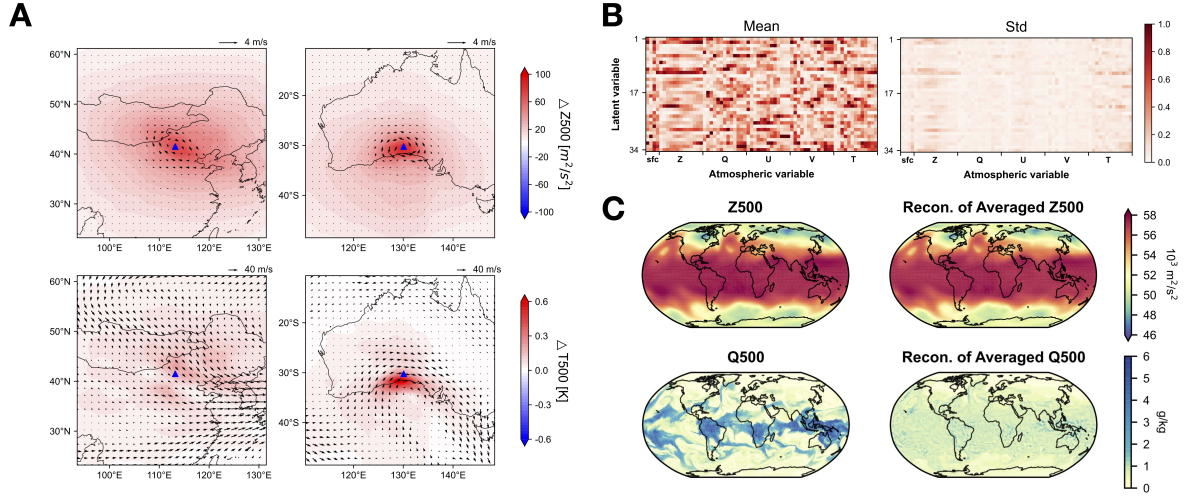 A
4 m/s
4 m/s
60°N
50°N
40°N
30°N
100°E
110°E
120°E
130°E
20°S
30°S
40°S
120°E
130°E
140°E
100
60
20
-20
-60
-100
△ Z500 [m²/s²]
40 m/s
40 m/s
60°N
50°N
40°N
30°N
100°E
110°E
120°E
130°E
20°S
30°S
40°S
120°E
130°E
140°E
0.6
0.3
0.0
-0.3
-0.6
△ T500 [K]
B
Mean
Std
Latent variable
1
17
34
sfc Z Q U V T
Atmospheric variable
1
17
34
sfc Z Q U V T
Atmospheric variable
1.0
0.8
0.6
0.4
0.2
0.0
C
Z500
Recon. of Averaged Z500
58
56
54
52
50
48
46
10³ m²/s²
Q500
Recon. of Averaged Q500
6
5
4
3
2
1
0
g/kg